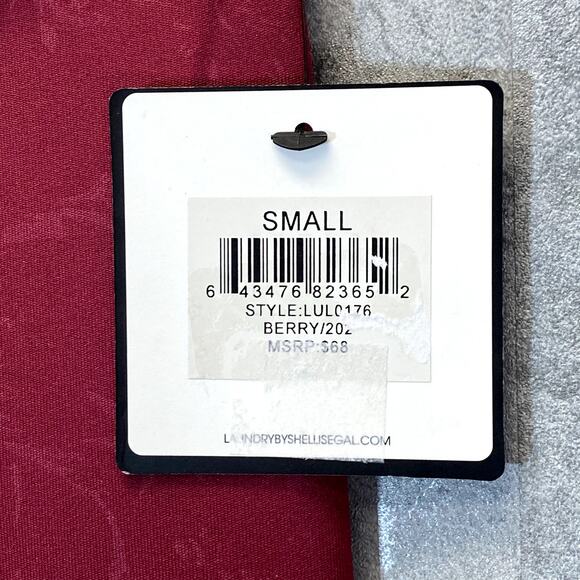 SMALL
6 43476 82365 2
STYLE:LUL0176
BERRY/202
MSRP:$68
LAUNDRYBYSHELLISEGAL.COM